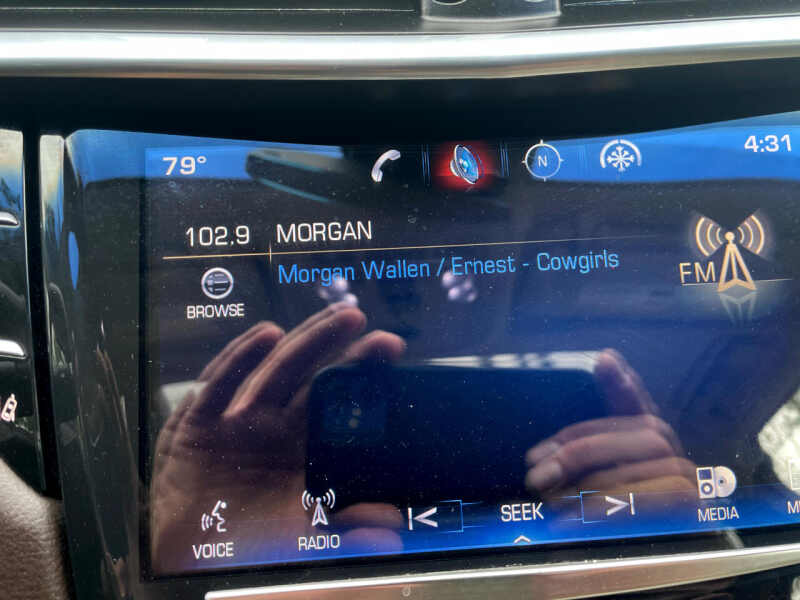 79° N 4:31
102.9 MORGAN
Morgan Wallen / Ernest - Cowgirls
FM
BROWSE
SEEK
VOICE RADIO MEDIA